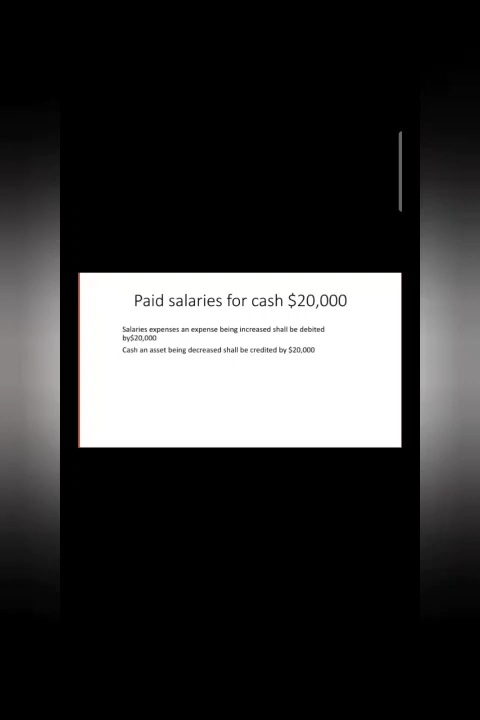 Paid salaries for cash $20,000
Salaries expenses an expense being increased shall be debited
by$20,000
Cash an asset being decreased shall be credited by $20,000